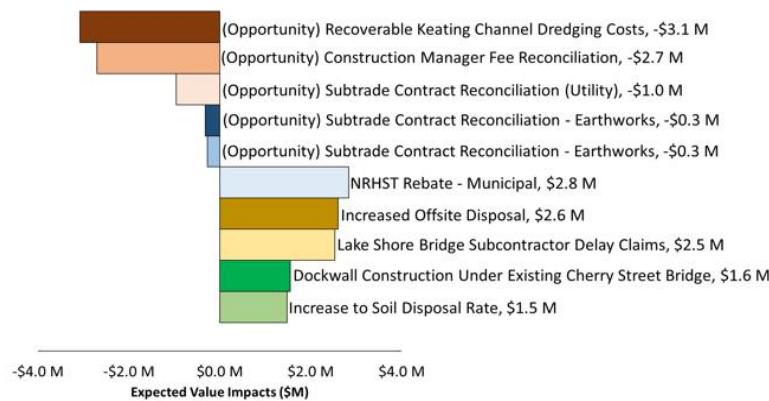 (Opportunity) Recoverable Keating Channel Dredging Costs, -$3.1 M
(Opportunity) Construction Manager Fee Reconciliation, -$2.7 M
(Opportunity) Subtrade Contract Reconciliation (Utility), -$1.0 M
(Opportunity) Subtrade Contract Reconciliation - Earthworks, -$0.3 M
(Opportunity) Subtrade Contract Reconciliation - Earthworks, -$0.3 M
NRHST Rebate - Municipal, $2.8 M
Increased Offsite Disposal, $2.6 M
Lake Shore Bridge Subcontractor Delay Claims, $2.5 M
Dockwall Construction Under Existing Cherry Street Bridge, $1.6 M
Increase to Soil Disposal Rate, $1.5 M
-$4.0 M -$2.0 M $0.0 M $2.0 M $4.0 M
Expected Value Impacts ($M)